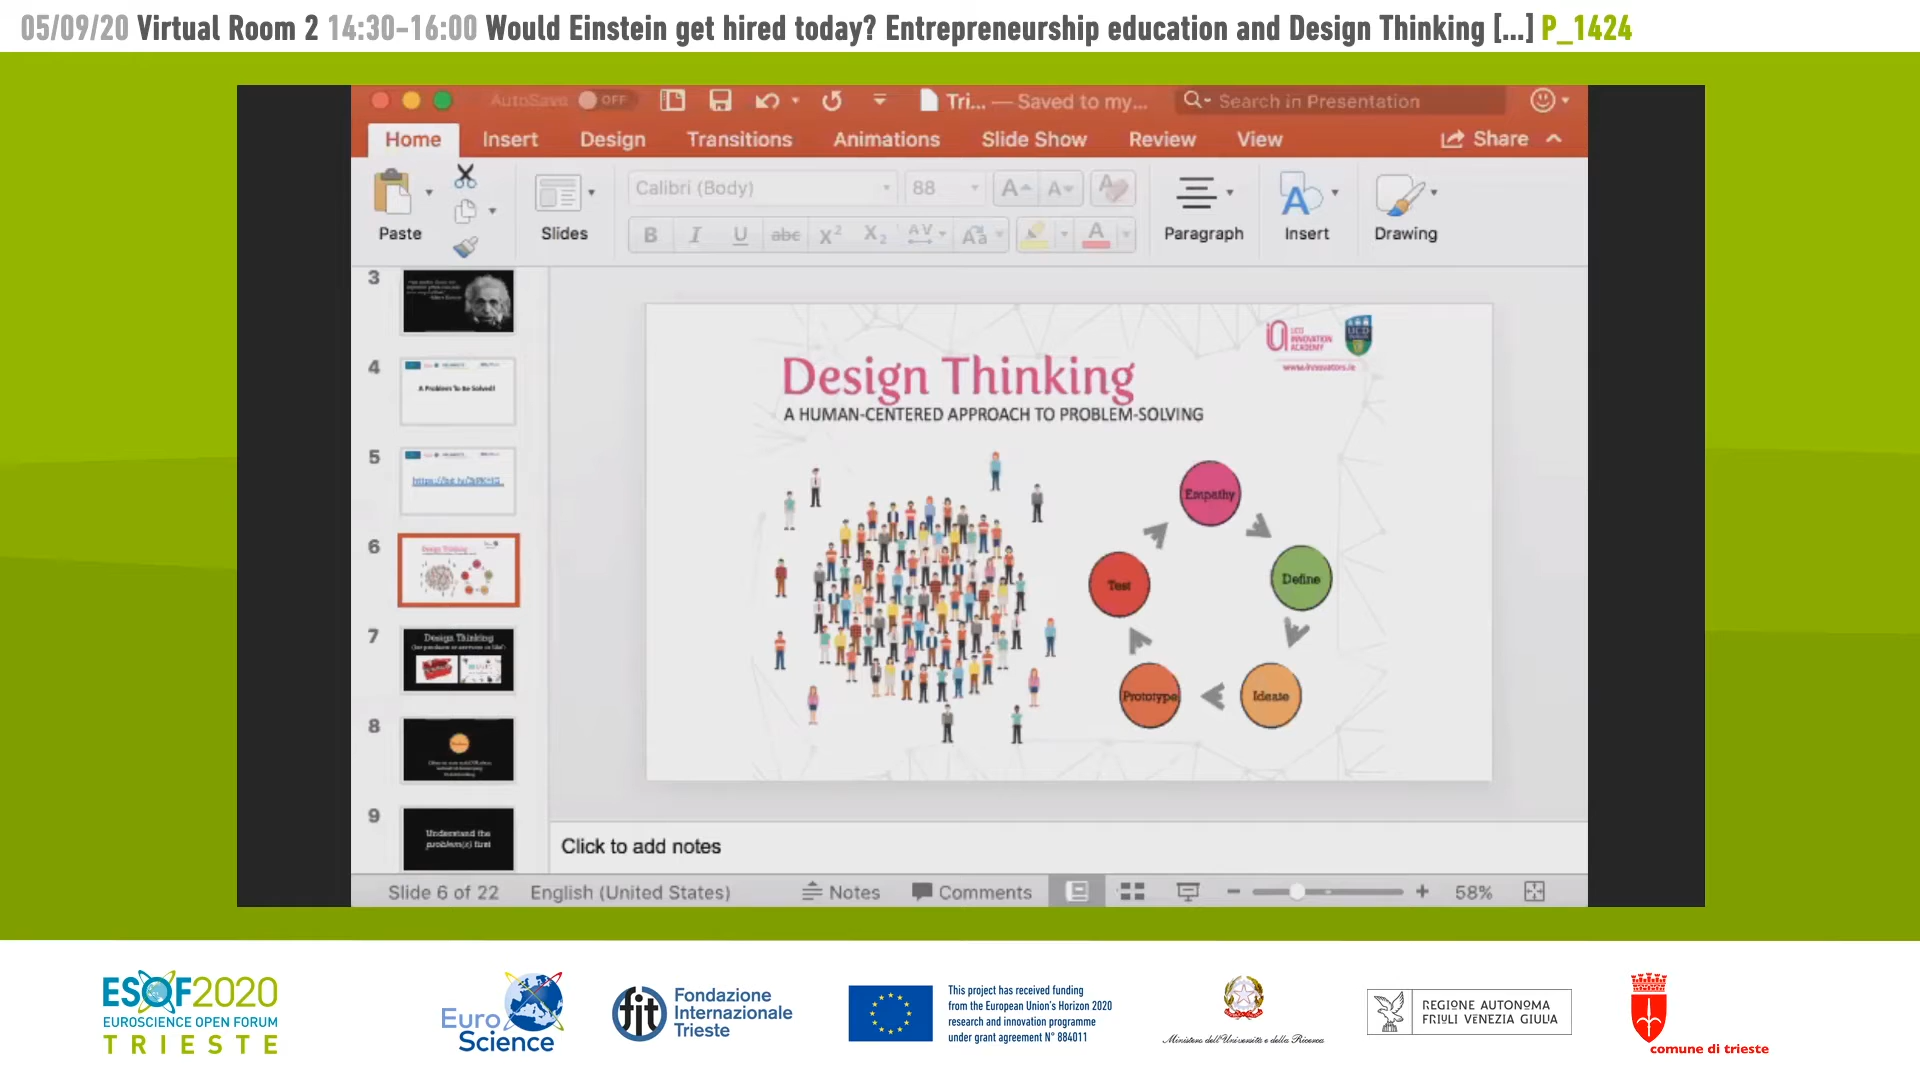 05/09/20 Virtual Room 2 14:30-16:00 Would Einstein get hired today? Entrepreneurship education and Design Thinking [...] P_1424
AutoSave OFF
Tri... — Saved to my...
Search in Presentation
Home Insert Design Transitions Animations Slide Show Review View Share
Paste
Slides
Calibri (Body) 88
Paragraph
Insert
Drawing
3
4
A Problem To Be Solved!
5
6
7
Design Thinking
8
9
Understand the
problem(s) first
UCD
INNOVATION
ACADEMY
UCD
www.innovators.ie
Design Thinking
A HUMAN-CENTERED APPROACH TO PROBLEM-SOLVING
Empathy
Define
Ideate
Prototype
Test
Click to add notes
Slide 6 of 22 English (United States) Notes Comments 58%
ESOF2020
EUROSCIENCE OPEN FORUM
TRIESTE
Euro
Science
fit
Fondazione
Internazionale
Trieste
This project has received funding
from the European Union's Horizon 2020
research and innovation programme
under grant agreement N° 884011
Ministero dell'Università e della Ricerca
REGIONE AUTONOMA
FRIULI VENEZIA GIULIA
comune di trieste